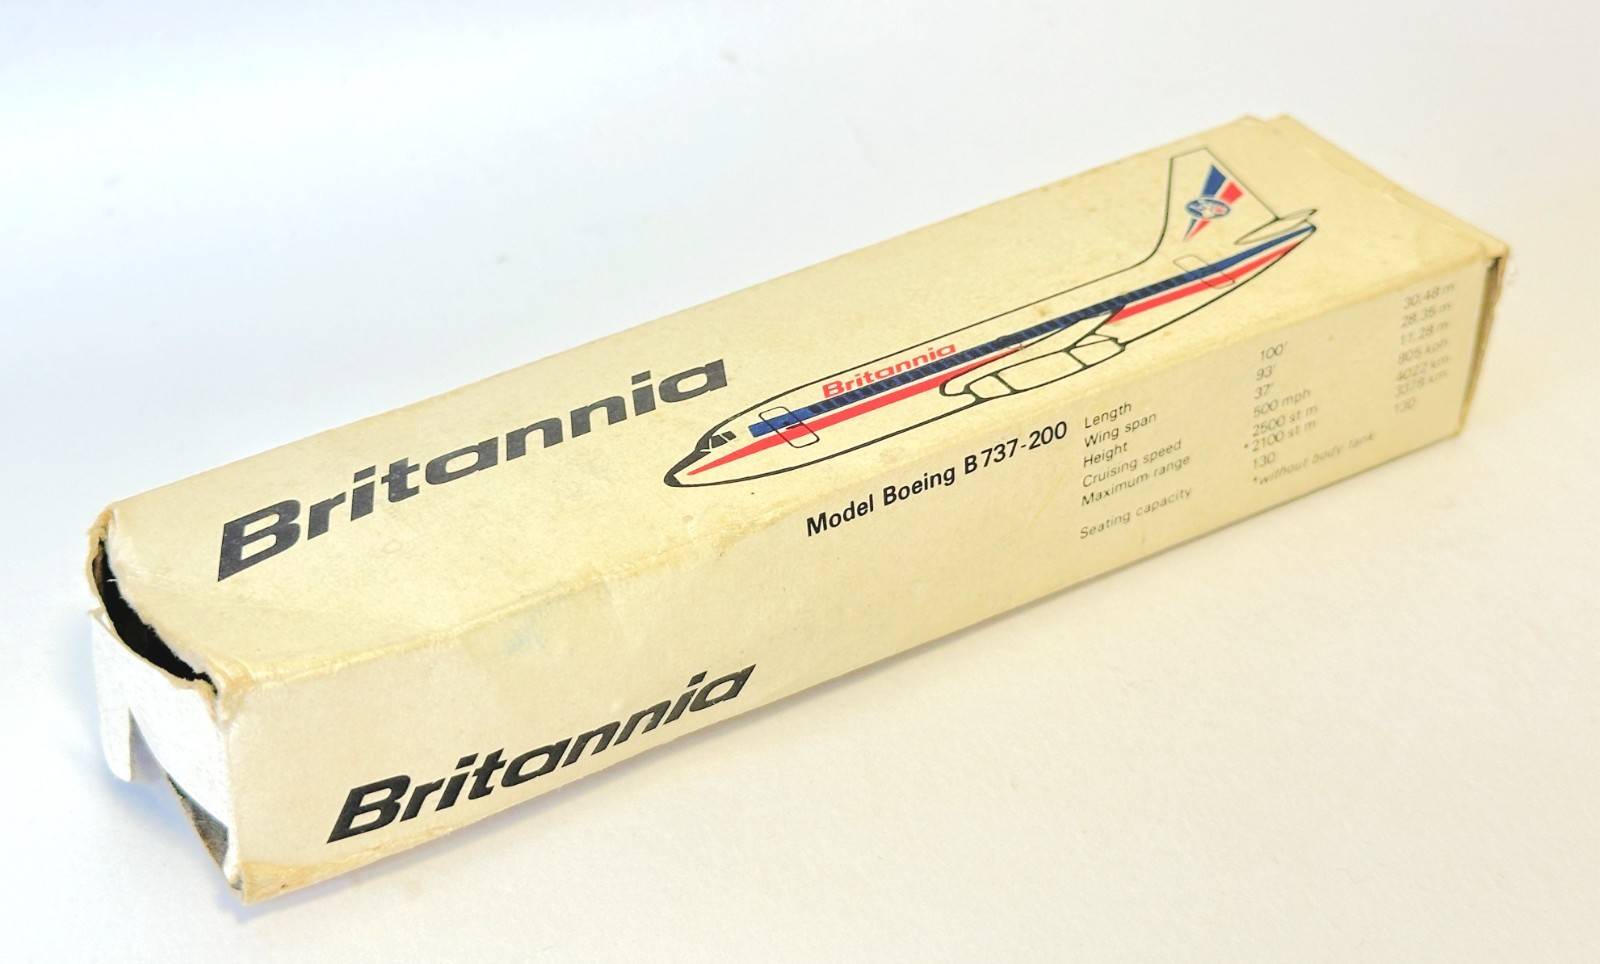 Britannia
Britannia
Britannia
Model Boeing B737-200
Length 100' 30.48 m
Wing span 93' 28.35 m
Height 37' 11.28 m
Cruising speed 500 mph 805 kph
Maximum range 2500 st m 4022 km
*2100 st m 3378 km
Seating capacity 130 130
*without body tank